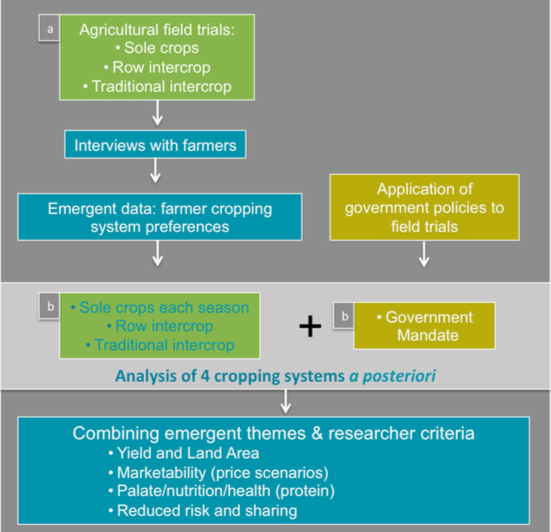 a
Agricultural field trials:
• Sole crops
• Row intercrop
• Traditional intercrop
Interviews with farmers
Emergent data: farmer cropping
system preferences
Application of
government policies to
field trials
b
• Sole crops each season
• Row intercrop
• Traditional intercrop
+
b
• Government
Mandate
Analysis of 4 cropping systems a posteriori
Combining emergent themes & researcher criteria
• Yield and Land Area
• Marketability (price scenarios)
• Palate/nutrition/health (protein)
• Reduced risk and sharing